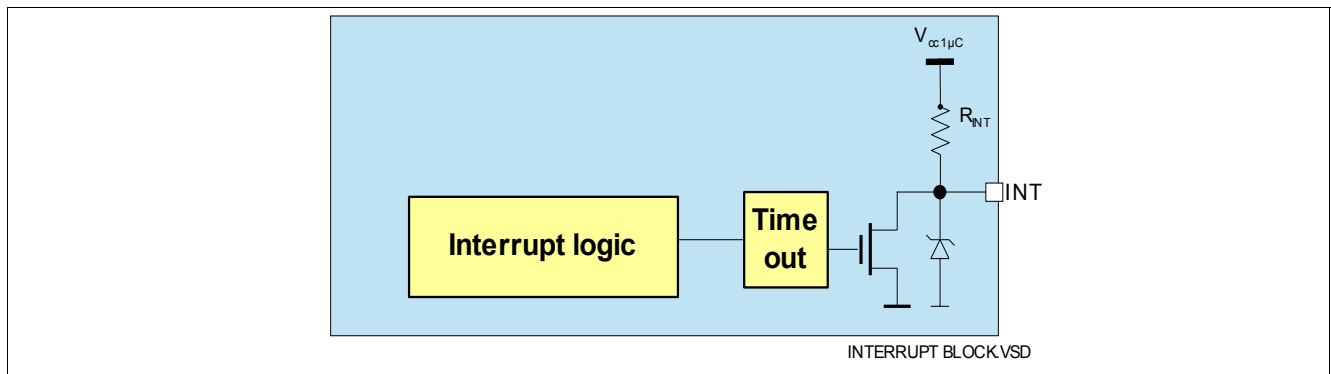 Vcc1µC
RINT
INT
Time
out
Interrupt logic
INTERRUPT BLOCK.VSD